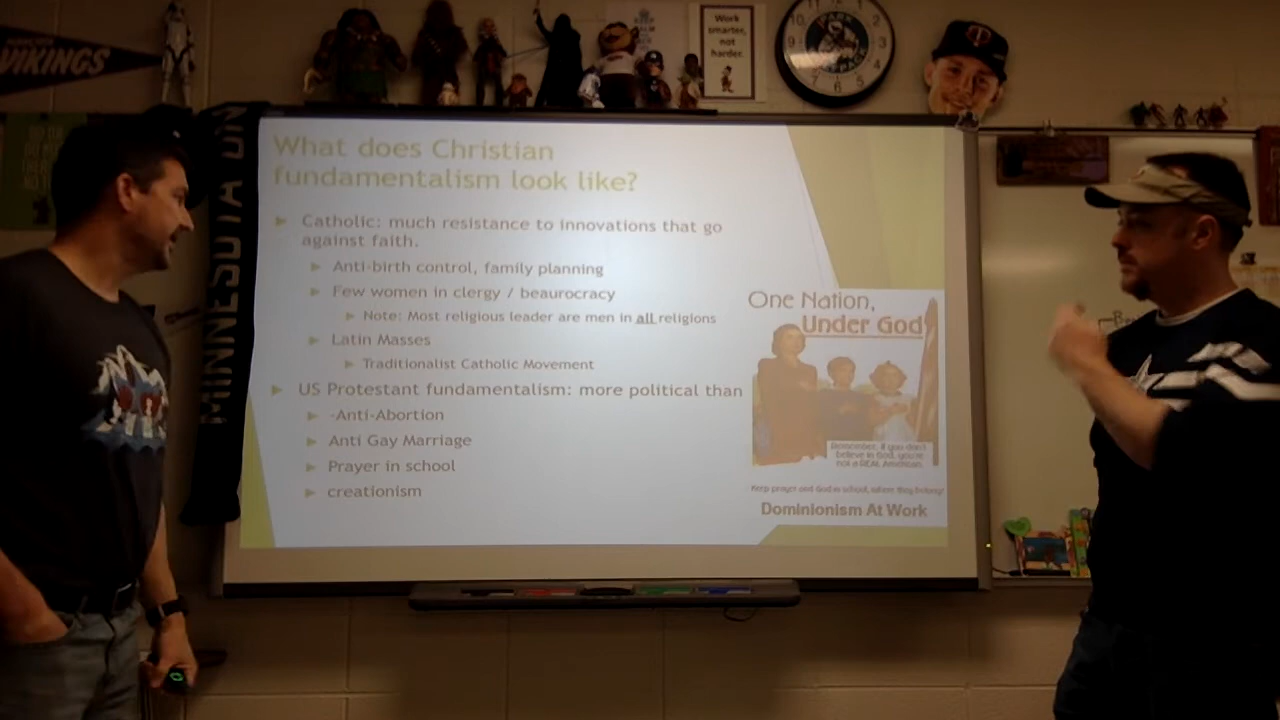 VIKINGS
MINNESOTA UN
Work
smarter,
not
harder.
What does Christian
fundamentalism look like?
Catholic: much resistance to innovations that go
against faith.
Anti-birth control, family planning
Few women in clergy / beaurocracy
Note: Most religious leader are men in all religions
Latin Masses
Traditionalist Catholic Movement
US Protestant fundamentalism: more political than
-Anti-Abortion
Anti Gay Marriage
Prayer in school
creationism
One Nation,
Under God
Remember, if you don't
believe in God, you're
not a REAL American.
Keep prayer and God in school, where they belong!
Dominionism At Work